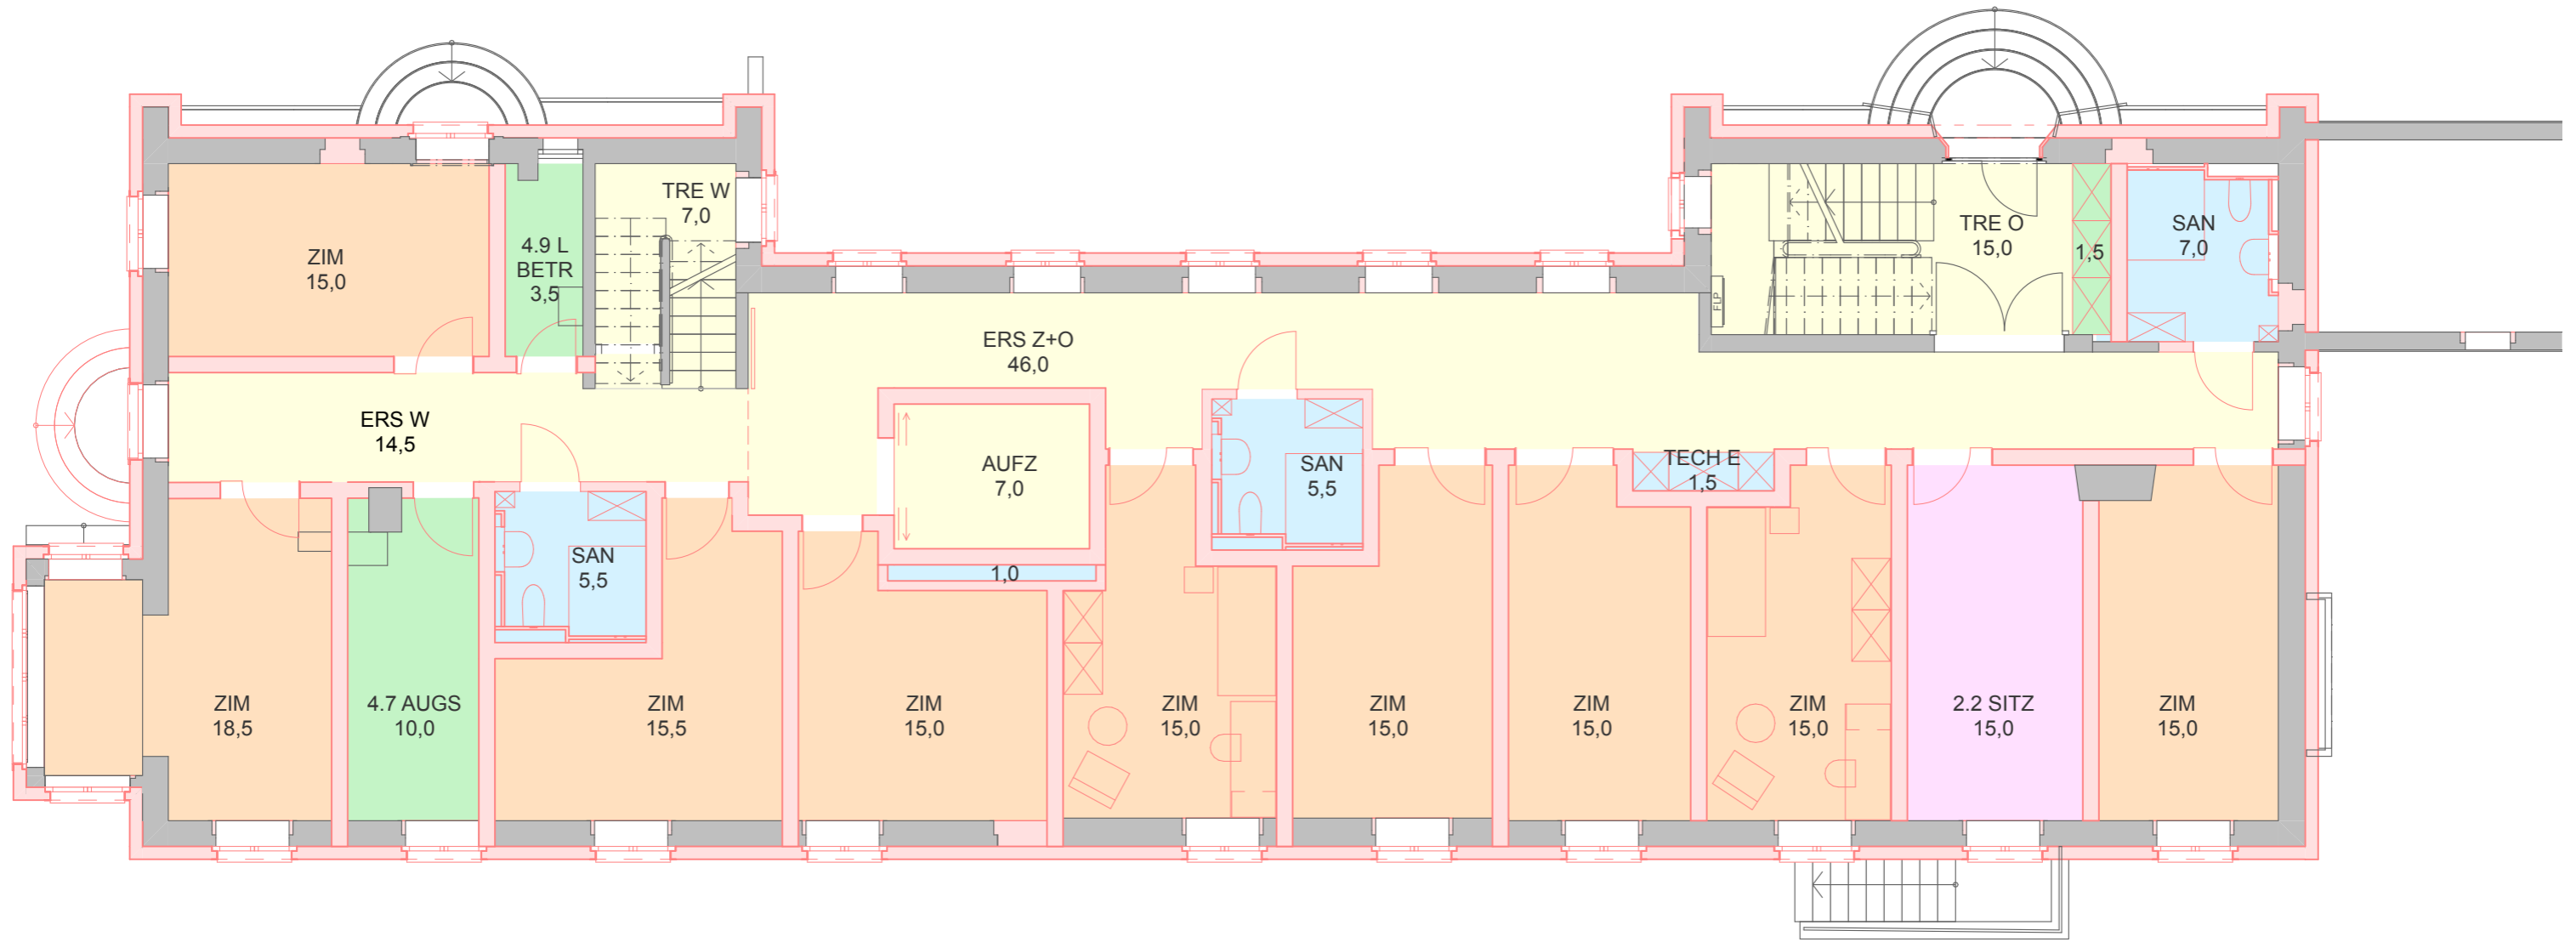 TRE W
7,0
ZIM
15,0
4.9 L
BETR
3,5
TRE O
15,0
1,5
SAN
7,0
FLP
ERS Z+O
46,0
ERS W
14,5
AUFZ
7,0
SAN
5,5
TECH E
1,5
SAN
5,5
1,0
ZIM
18,5
4.7 AUGS
10,0
ZIM
15,5
ZIM
15,0
ZIM
15,0
ZIM
15,0
ZIM
15,0
ZIM
15,0
2.2 SITZ
15,0
ZIM
15,0